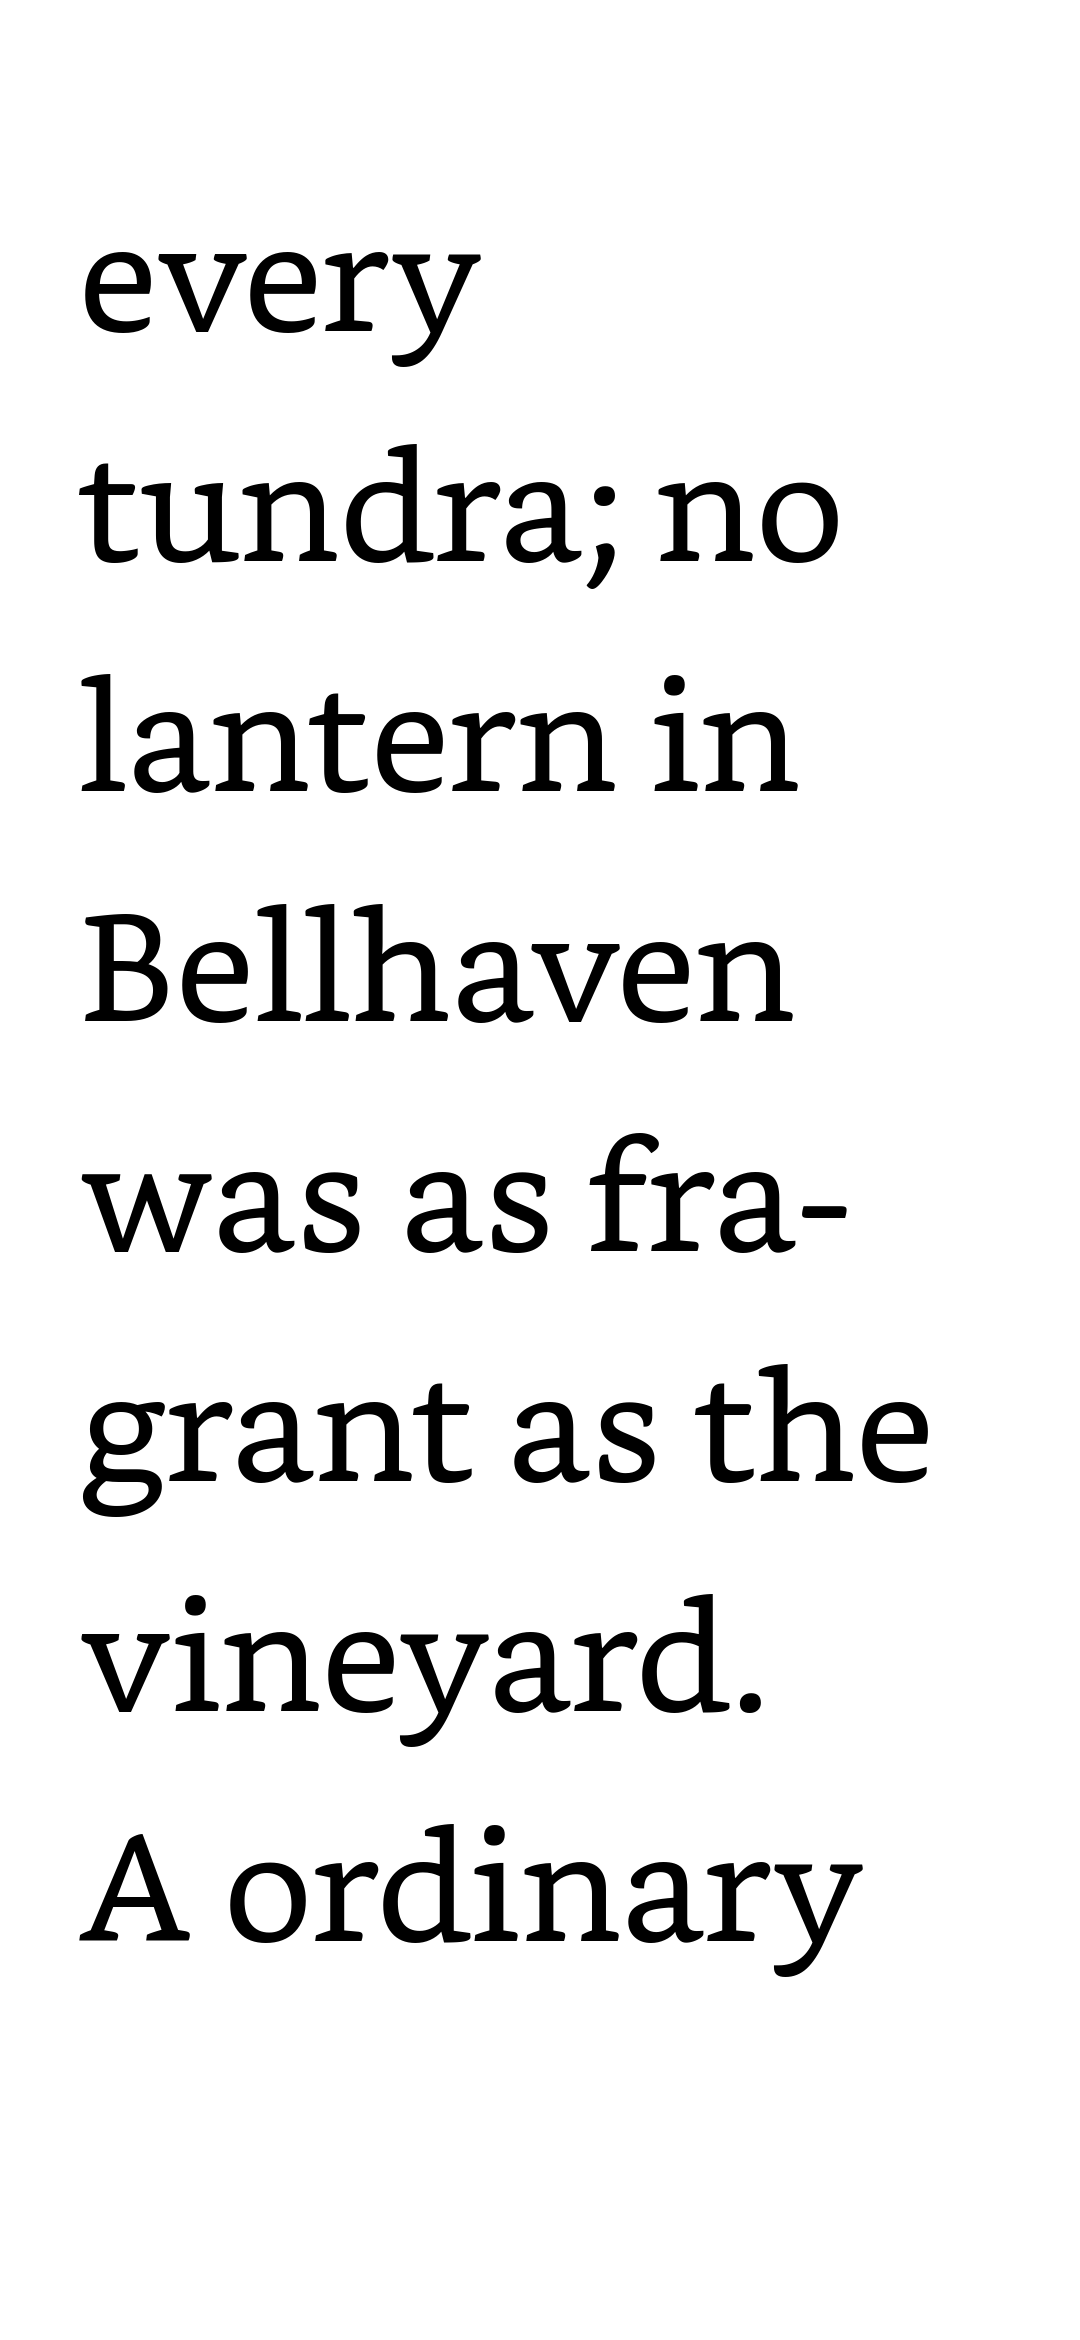 every
tundra; no
lantern in
Bellhaven
was as fra-
grant as the
vineyard.
A ordinary